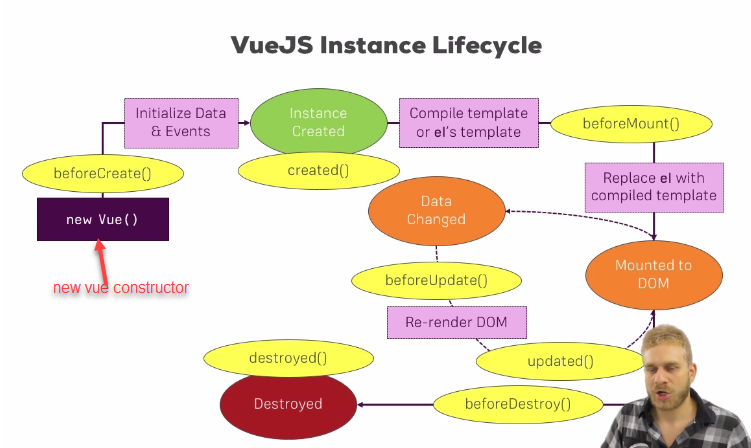 VueJS Instance Lifecycle
Initialize Data
& Events
Instance
Created
Compile template
or el's template
beforeMount()
beforeCreate()
created()
Replace el with
compiled template
new Vue()
Data
Changed
new vue constructor
beforeUpdate()
Mounted to
DOM
Re-render DOM
destroyed()
updated()
Destroyed
beforeDestroy()